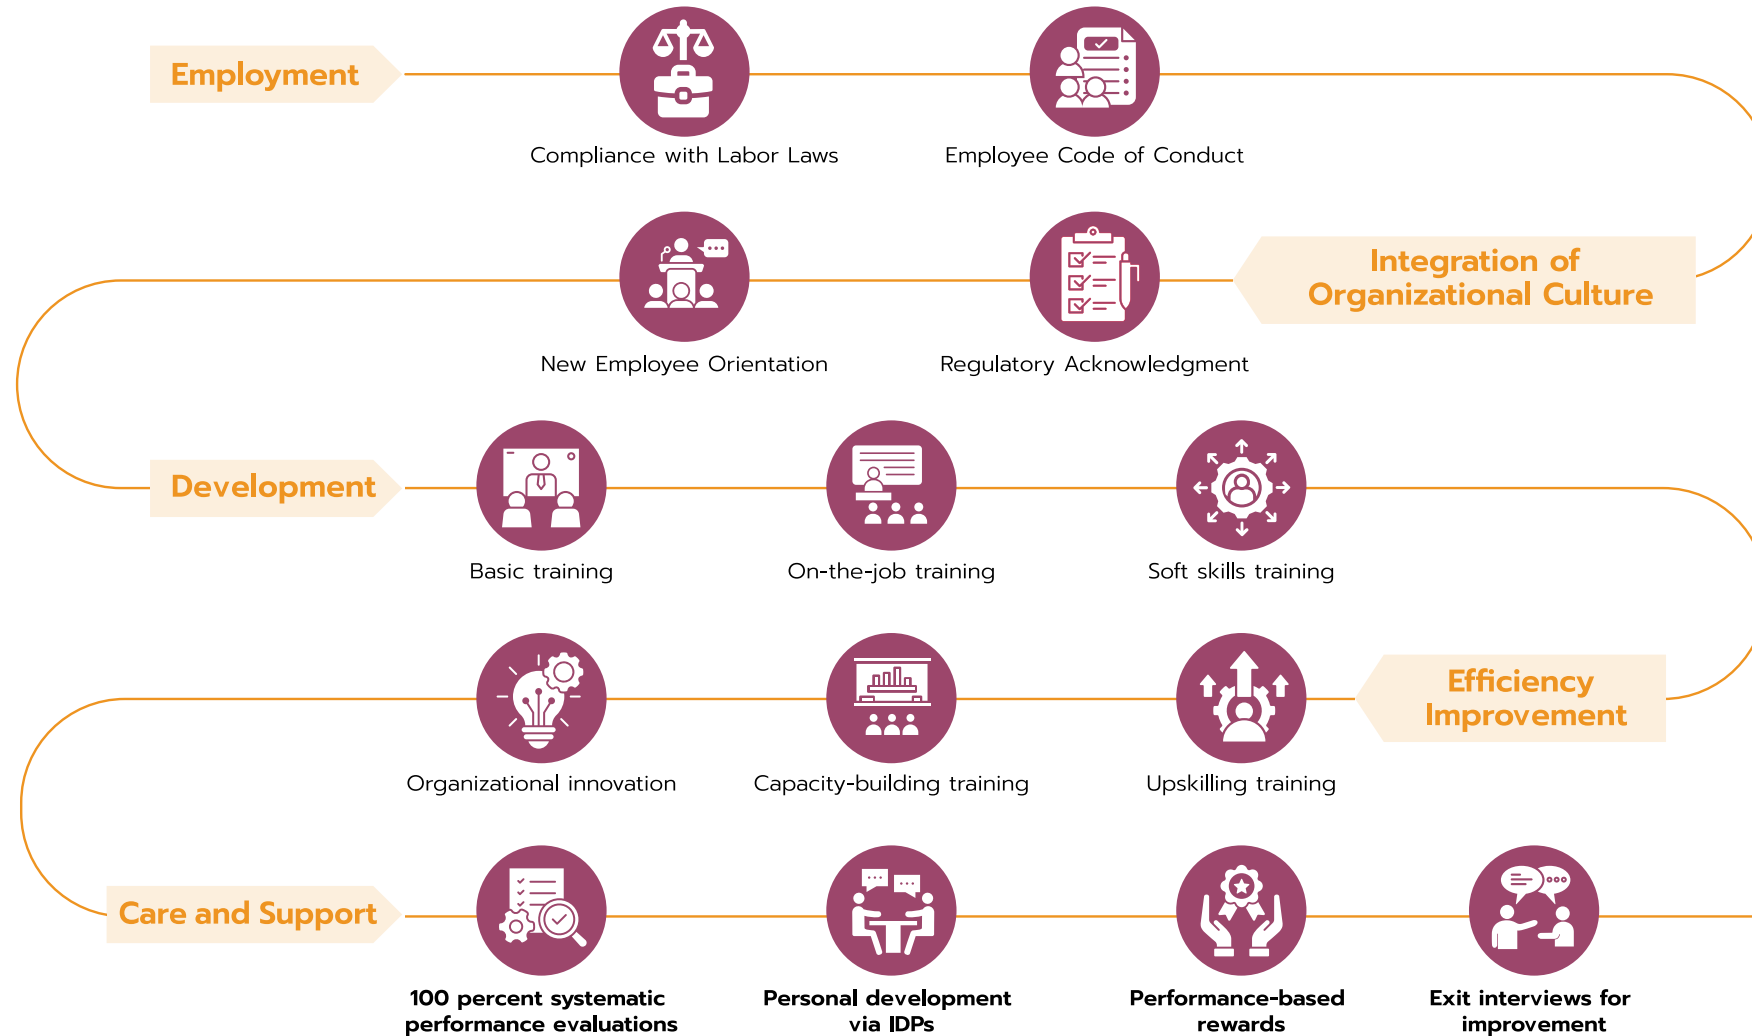 Employment
Compliance with Labor Laws
Employee Code of Conduct
Integration of
Organizational Culture
New Employee Orientation
Regulatory Acknowledgment
Development
Basic training
On-the-job training
Soft skills training
Efficiency
Improvement
Organizational innovation
Capacity-building training
Upskilling training
Care and Support
100 percent systematic
performance evaluations
Personal development
via IDPs
Performance-based
rewards
Exit interviews for
improvement